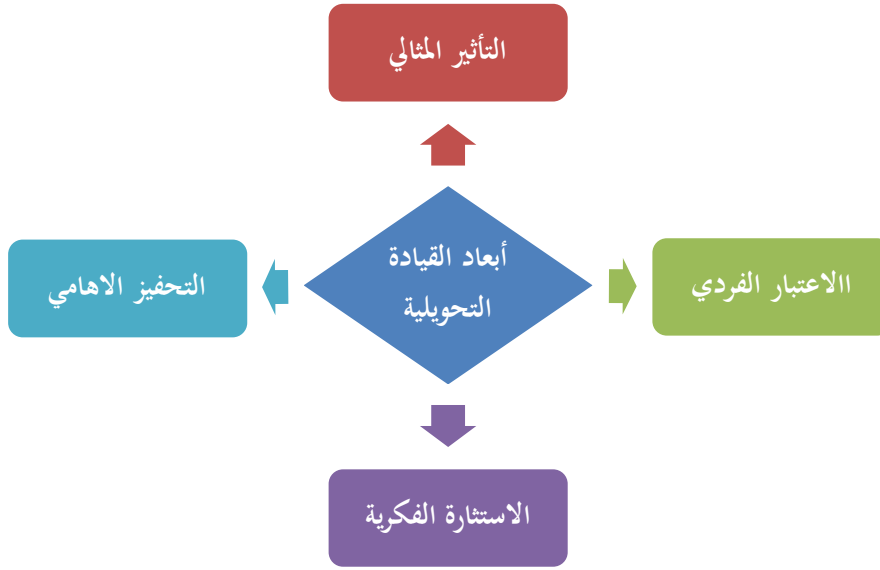 التأثير المثالي
أبعاد القيادة
التحويلية
االاعتبار الفردي
التحفيز الاهامي
الاستثارة الفكرية